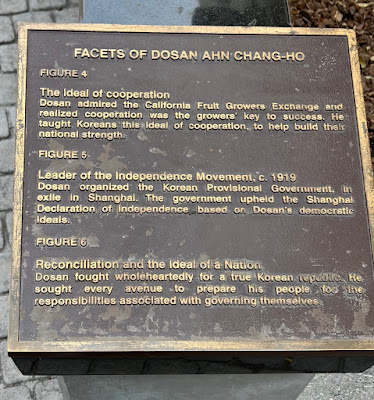 FACETS OF DOSAN AHN CHANG-HO
FIGURE 4
The ideal of cooperation
Dosan admired the California Fruit Growers Exchange and
realized cooperation was the growers' key to success. He
taught Koreans this ideal of cooperation, to help build their
national strength.
FIGURE 5
Leader of the Independence Movement, c. 1919
Dosan organized the Korean Provisional Government, in
exile in Shanghai. The government upheld the Shanghai
Declaration of Independence based on Dosan's democratic
ideals.
FIGURE 6
Reconciliation and the Ideal of a Nation
Dosan fought wholeheartedly for a true Korean republic. He
sought every avenue to prepare his people for the
responsibilities associated with governing themselves.